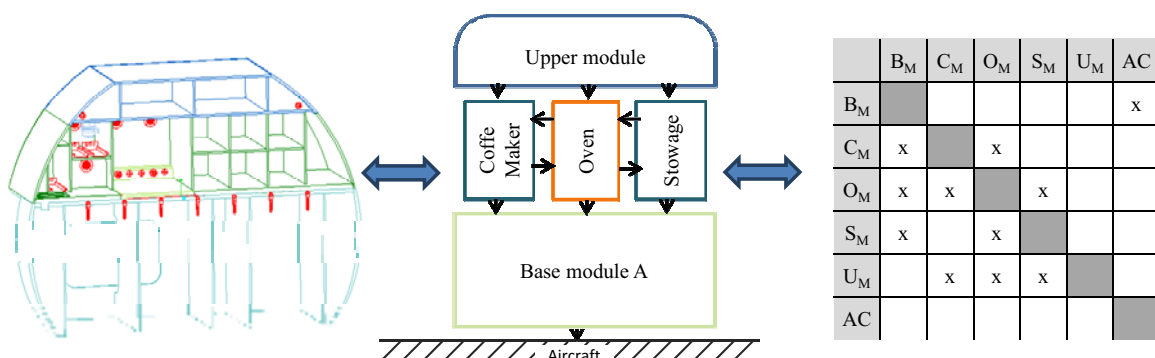 Upper module
Coffe
Maker
Oven
Stowage
Base module A
Aircraft
B_M C_M O_M S_M U_M AC
B_M x
C_M x x
O_M x x x
S_M x x
U_M x x x
AC